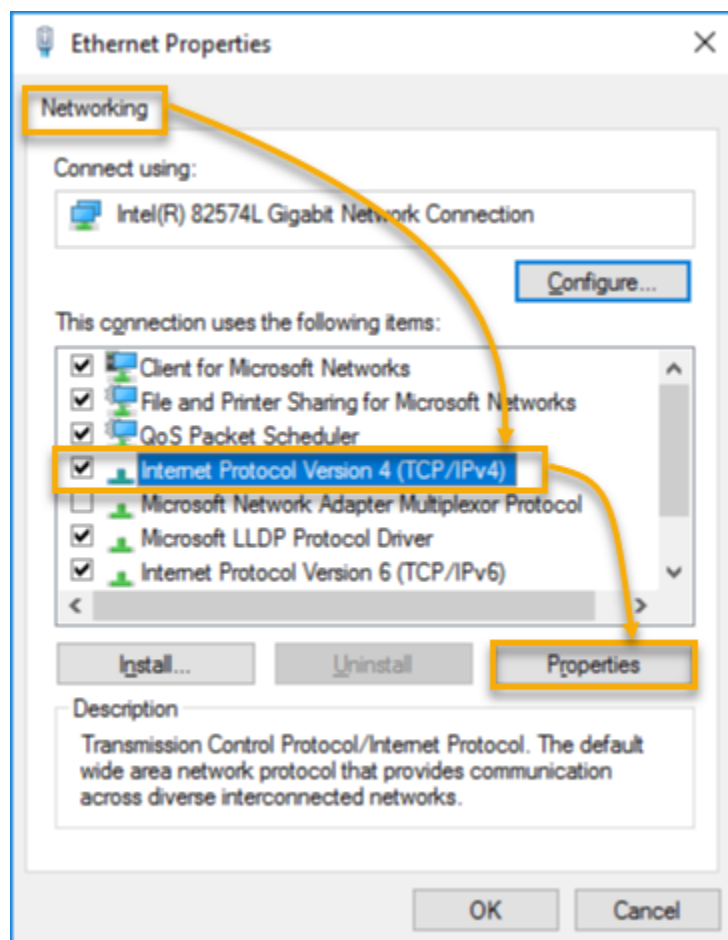 Ethernet Properties
Networking
Connect using:
Intel(R) 82574L Gigabit Network Connection
Configure...
This connection uses the following items:
Client for Microsoft Networks
File and Printer Sharing for Microsoft Networks
QoS Packet Scheduler
Internet Protocol Version 4 (TCP/IPv4)
Microsoft Network Adapter Multiplexor Protocol
Microsoft LLDP Protocol Driver
Internet Protocol Version 6 (TCP/IPv6)
Install... Uninstall Properties
Description
Transmission Control Protocol/Internet Protocol. The default
wide area network protocol that provides communication
across diverse interconnected networks.
OK Cancel